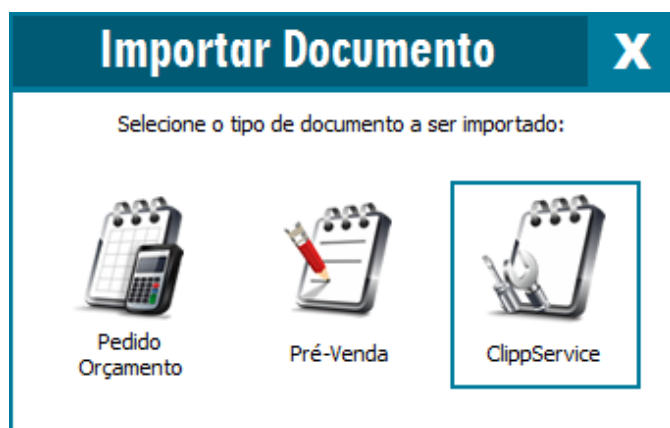 Importar Documento X
Selecione o tipo de documento a ser importado:
Pedido
Orçamento
Pré-Venda
ClippService